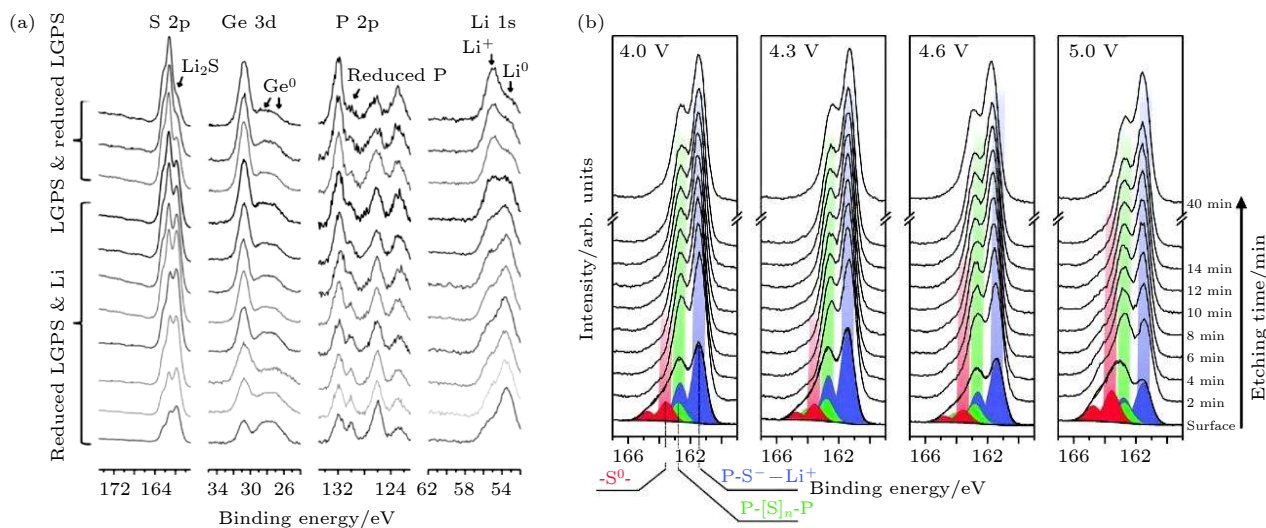 (a)
S 2p
Ge 3d
P 2p
Li 1s
Li₂S
Ge⁰
Reduced P
Li⁺
Li⁰
LGPS & reduced LGPS
Reduced LGPS & Li
172 164 156
34 30 26
132 124
62 58 54
Binding energy/eV
(b)
4.0 V
4.3 V
4.6 V
5.0 V
Intensity/arb. units
40 min
14 min
12 min
10 min
8 min
6 min
4 min
2 min
Surface
Etching time/min
166 162
166 162
166 162
166 162
-S⁰-
P-S⁻–Li⁺
P-[S]ₙ-P
Binding energy/eV